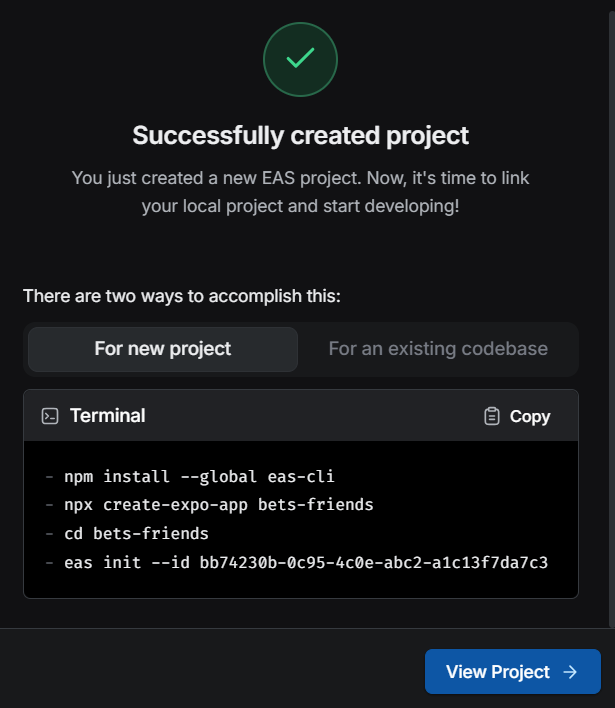 Successfully created project
You just created a new EAS project. Now, it's time to link
your local project and start developing!
There are two ways to accomplish this:
For new project
For an existing codebase
Terminal
Copy
- npm install --global eas-cli
- npx create-expo-app bets-friends
- cd bets-friends
- eas init --id bb74230b-0c95-4c0e-abc2-a1c13f7da7c3
View Project →